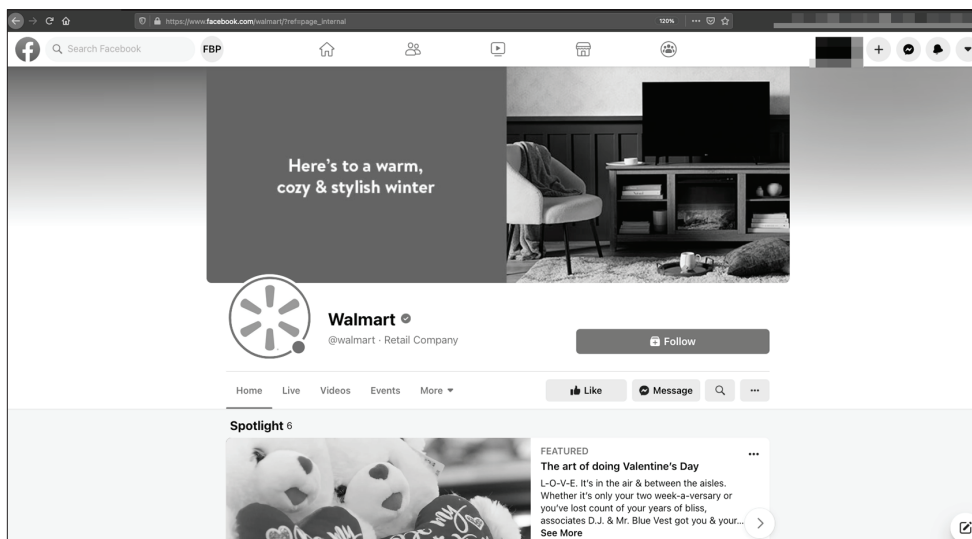 https://www.facebook.com/walmart/?ref=page_internal
120%
Search Facebook
FBP
Here's to a warm,
cozy & stylish winter
Walmart
@walmart · Retail Company
Follow
Home Live Videos Events More
Like Message
Spotlight 6
FEATURED
The art of doing Valentine's Day
L-O-V-E. It's in the air & between the aisles.
Whether it's only your two week-a-versary or
you've lost count of your years of bliss,
associates D.J. & Mr. Blue Vest got you & your...
See More